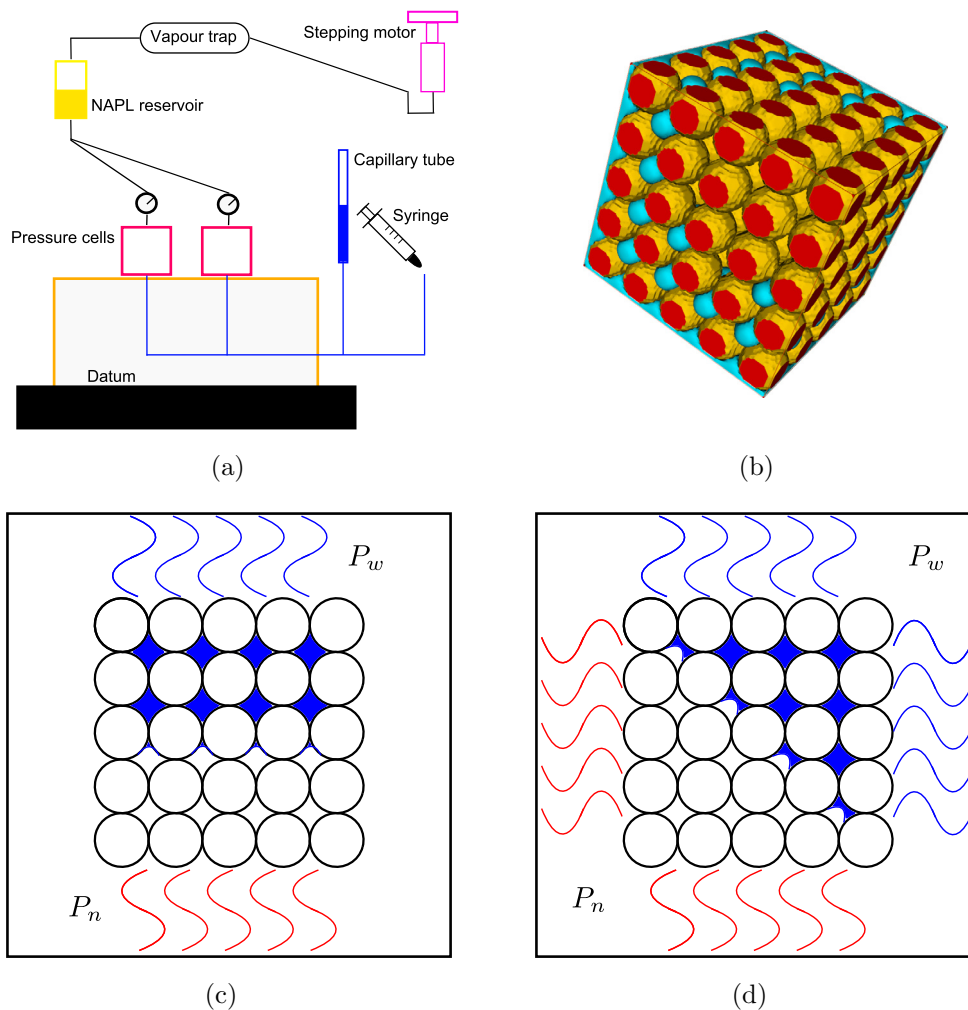 Stepping motor
Vapour trap
NAPL reservoir
Capillary tube
Syringe
Pressure cells
Datum
(a)
(b)
P_w
P_n
(c)
P_w
P_n
(d)